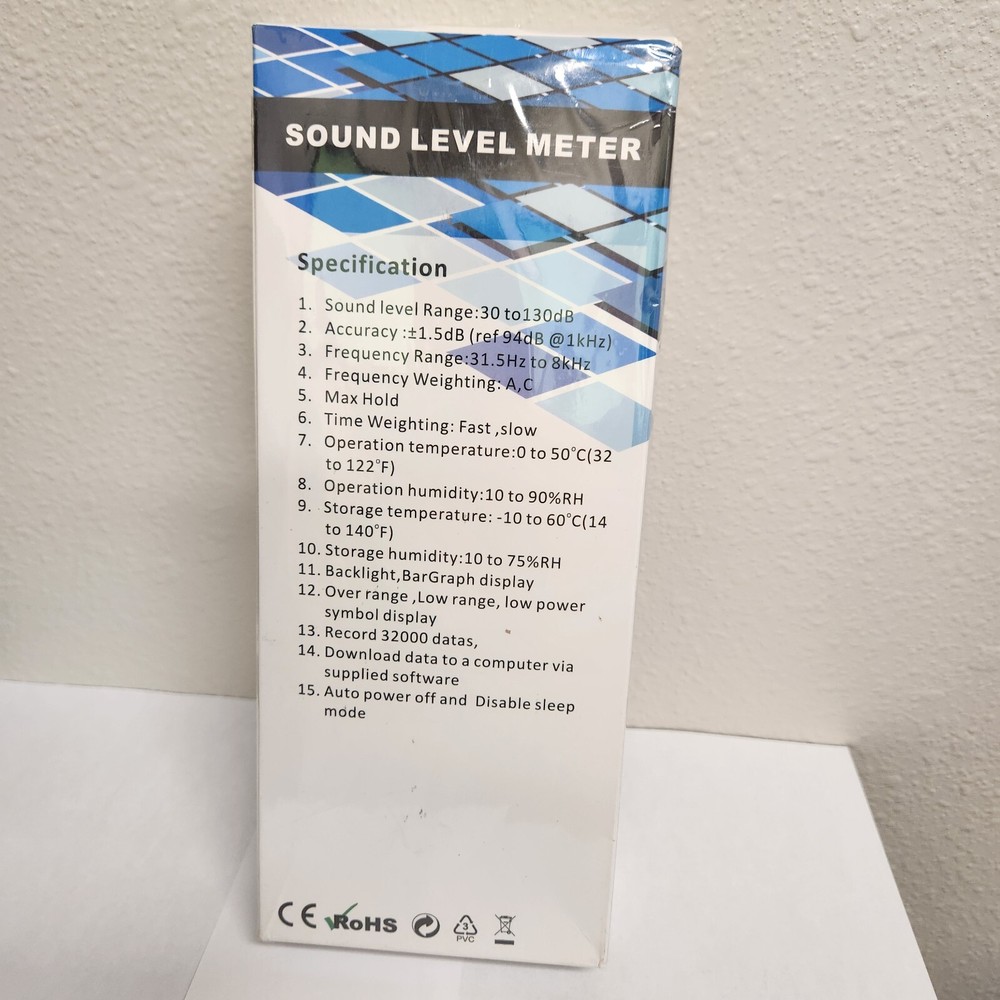 SOUND LEVEL METER
Specification
1. Sound level Range:30 to130dB
2. Accuracy :±1.5dB (ref 94dB @1kHz)
3. Frequency Range:31.5Hz to 8kHz
4. Frequency Weighting: A,C
5. Max Hold
6. Time Weighting: Fast ,slow
7. Operation temperature:0 to 50°C(32
to 122°F)
8. Operation humidity:10 to 90%RH
9. Storage temperature: -10 to 60°C(14
to 140°F)
10. Storage humidity:10 to 75%RH
11. Backlight,BarGraph display
12. Over range ,Low range, low power
symbol display
13. Record 32000 datas,
14. Download data to a computer via
supplied software
15. Auto power off and Disable sleep
mode
CE RoHS 3
PVC